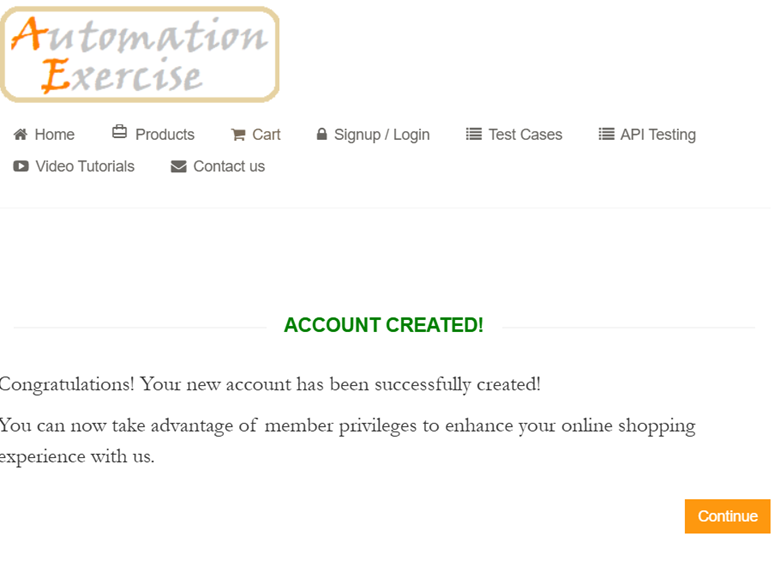 Automation
Exercise
Home Products Cart Signup / Login Test Cases API Testing
Video Tutorials Contact us
ACCOUNT CREATED!
Congratulations! Your new account has been successfully created!
You can now take advantage of member privileges to enhance your online shopping
experience with us.
Continue